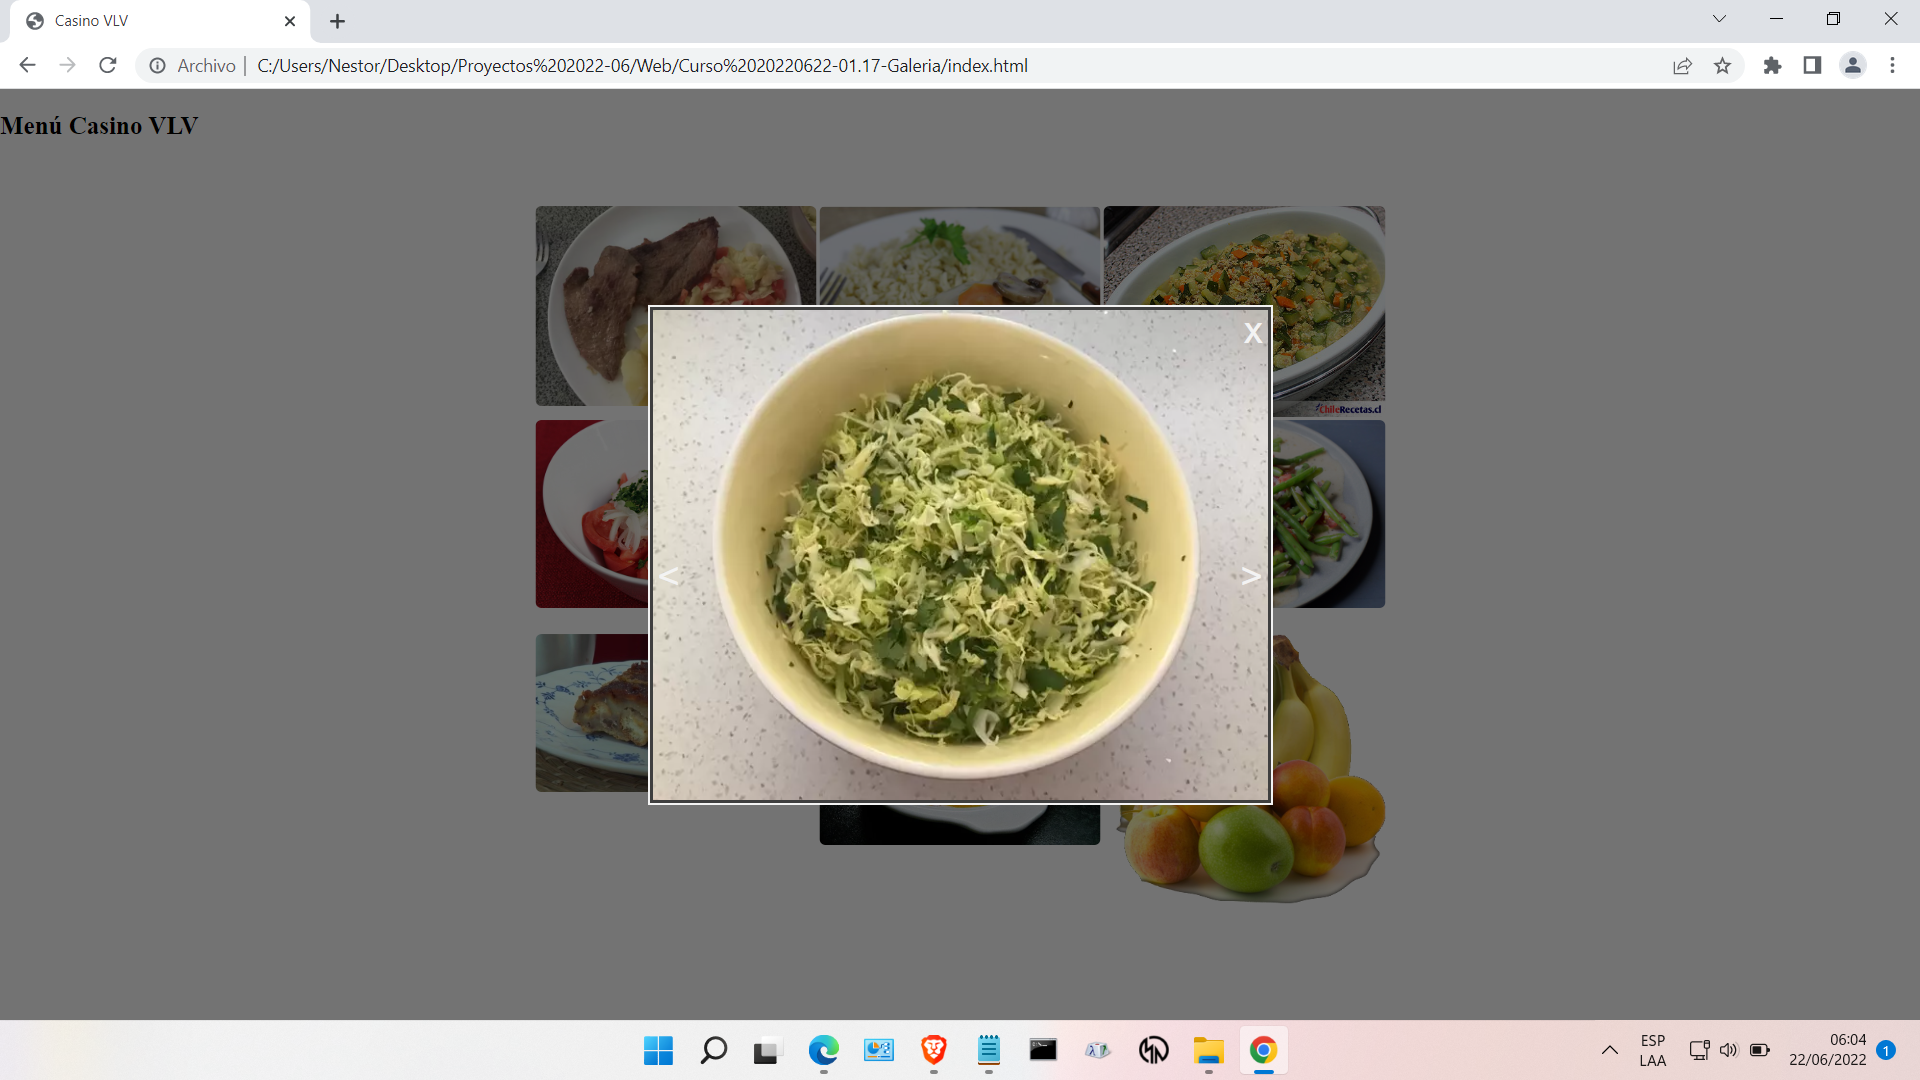 Casino VLV
Archivo | C:/Users/Nestor/Desktop/Proyectos%202022-06/Web/Curso%2020220622-01.17-Galeria/index.html
Menú Casino VLV
X
ChileRecetas.cl
< >
ESP
LAA
06:04
22/06/2022
1